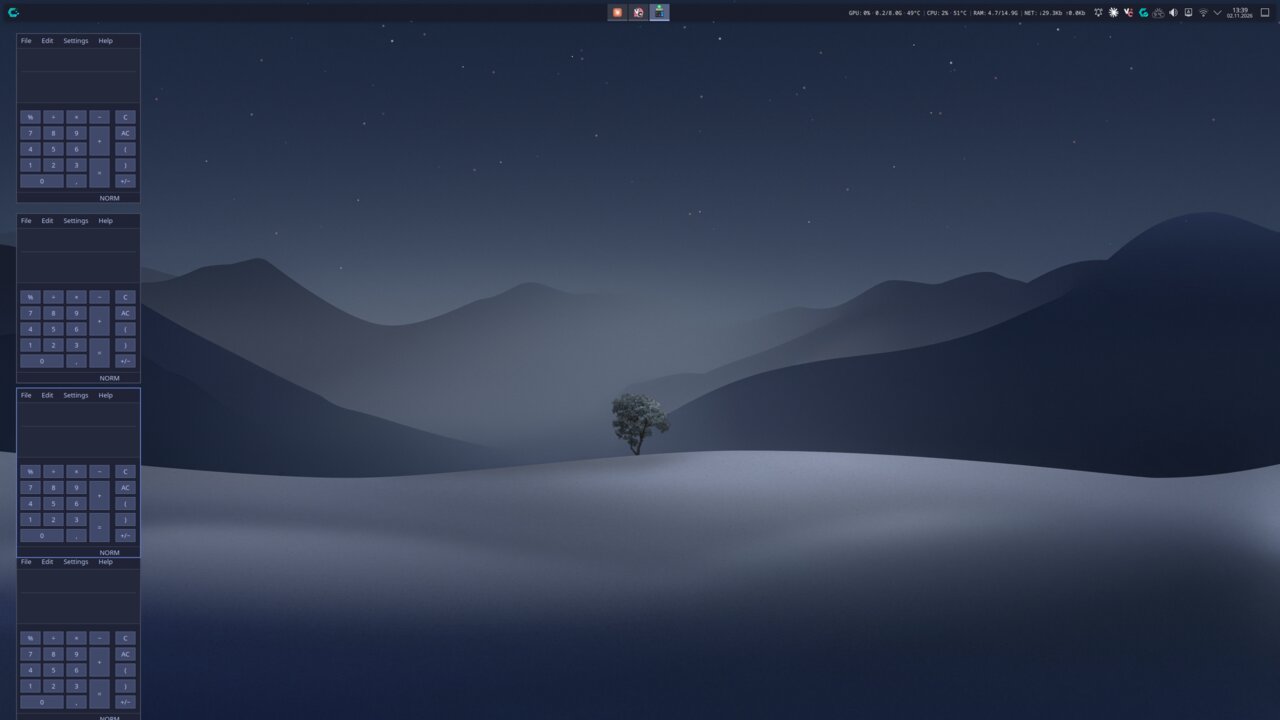 GPU: 0% | 0.2/8.0G | 49°C | CPU: 2% | 51°C | RAM: 4.7/14.9G | NET: ↓29.3Kb ↑0.0Kb
13:39
02.11.2026
File Edit Settings Help
% ÷ × − C
7 8 9 + AC
4 5 6 (
1 2 3 = )
0 , +/−
NORM
File Edit Settings Help
% ÷ × − C
7 8 9 + AC
4 5 6 (
1 2 3 = )
0 , +/−
NORM
File Edit Settings Help
% ÷ × − C
7 8 9 + AC
4 5 6 (
1 2 3 = )
0 , +/−
NORM
File Edit Settings Help
% ÷ × − C
7 8 9 + AC
4 5 6 (
1 2 3 = )
0 , +/−
NORM